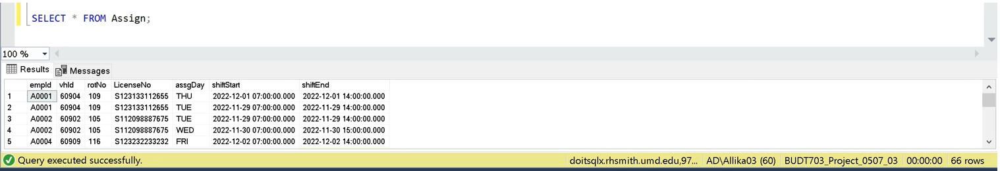 SELECT * FROM Assign;
100 %
Results Messages
empId vhId rotNo LicenseNo assgDay shiftStart shiftEnd
1 A0001 60904 109 S123133112655 THU 2022-12-01 07:00:00.000 2022-12-01 14:00:00.000
2 A0001 60904 109 S123133112655 TUE 2022-11-29 07:00:00.000 2022-11-29 14:00:00.000
3 A0002 60902 105 S112098887675 TUE 2022-11-29 07:00:00.000 2022-11-29 14:00:00.000
4 A0002 60902 105 S112098887675 WED 2022-11-30 07:00:00.000 2022-11-30 15:00:00.000
5 A0004 60909 116 S123232233232 FRI 2022-12-02 07:00:00.000 2022-12-02 14:00:00.000
Query executed successfully. doitsqlx.rhsmith.umd.edu,97... AD\Allika03 (60) BUDT703_Project_0507_03 00:00:00 66 rows